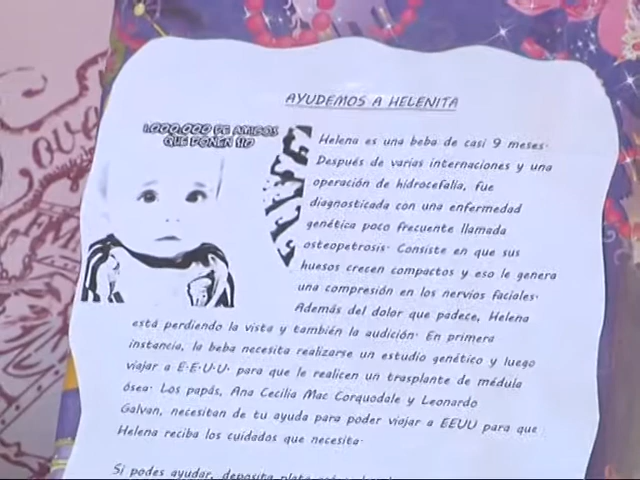 AYUDEMOS A HELENITA
1.000.000 DE AMIGOS
QUE DONEN $10
Helena es una beba de casi 9 meses.
Después de varias internaciones y una
operación de hidrocefalia, fue
diagnosticada con una enfermedad
genética poco frecuente llamada
osteopetrosis. Consiste en que sus
huesos crecen compactos y eso le genera
una compresión en los nervios faciales.
Además del dolor que padece, Helena
está perdiendo la vista y también la audición. En primera
instancia, la beba necesita realizarse un estudio genético y luego
viajar a E.E.U.U. para que le realicen un trasplante de médula
ósea. Los papás, Ana Cecilia Mac Corquodale y Leonardo
Galvan, necesitan de tu ayuda para poder viajar a EEUU para que
Helena reciba los cuidados que necesita.
Si podes ayudar, deposita plata